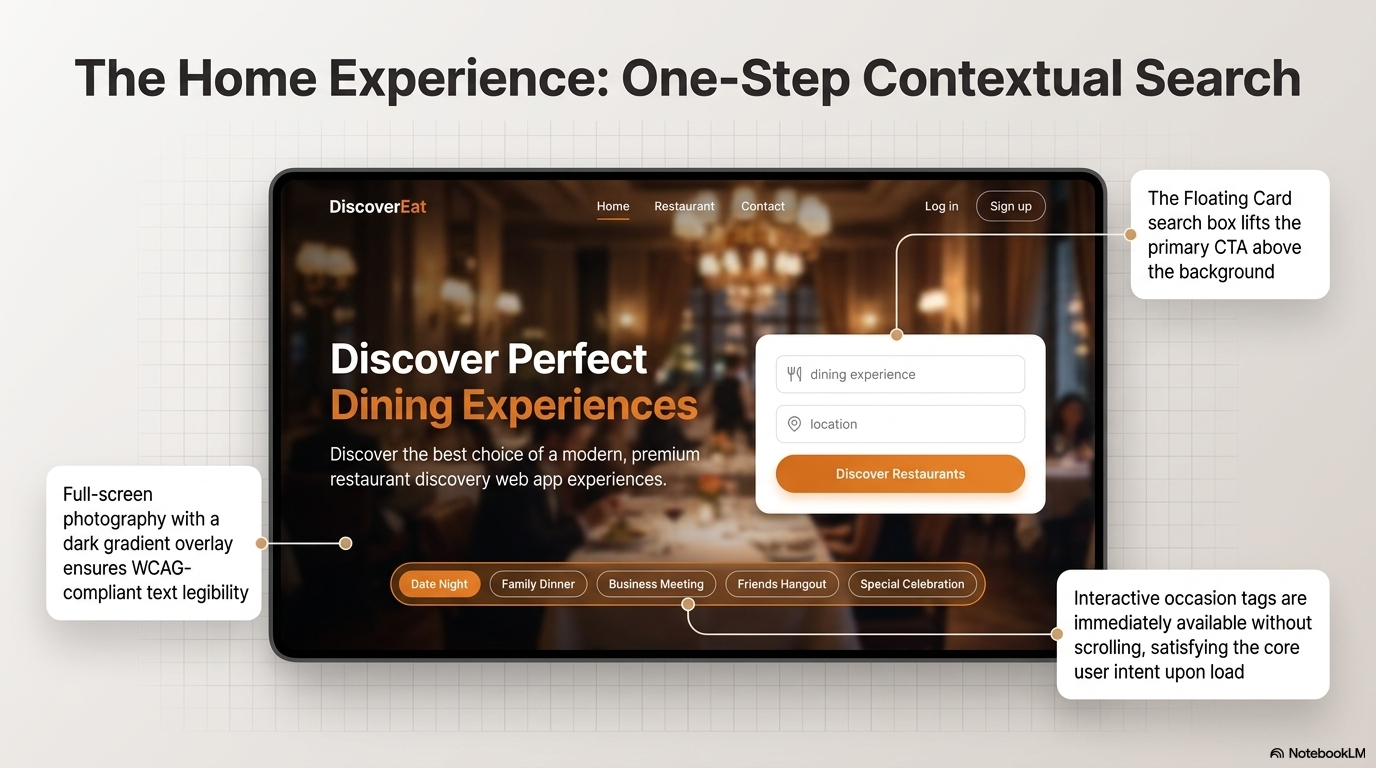 The Home Experience: One-Step Contextual Search
DiscoverEat
Home
Restaurant
Contact
Log in
Sign up
The Floating Card
search box lifts the
primary CTA above
the background
Discover Perfect
Dining Experiences
Discover the best choice of a modern, premium
restaurant discovery web app experiences.
dining experience
location
Discover Restaurants
Full-screen
photography with a
dark gradient overlay
ensures WCAG-
compliant text legibility
Date Night
Family Dinner
Business Meeting
Friends Hangout
Special Celebration
Interactive occasion tags are
immediately available without
scrolling, satisfying the core
user intent upon load
NotebookLM